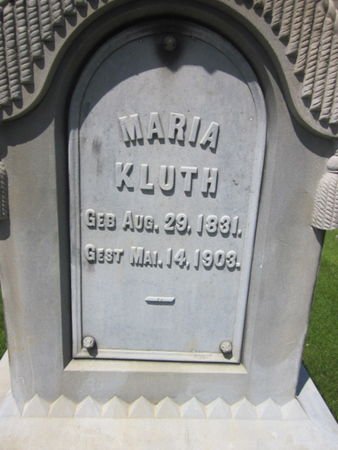 MARIA
KLUTH
GEB AUG. 29, 1831.
GEST MAI. 14, 1903.